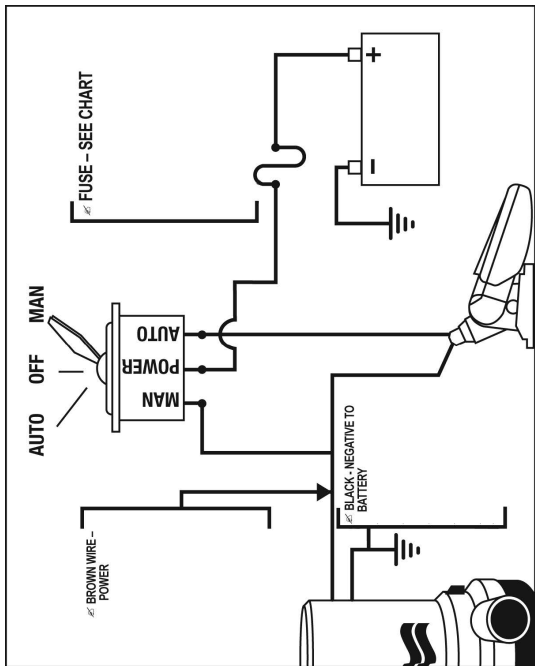 ✍ FUSE – SEE CHART
AUTO OFF MAN
MAN POWER AUTO
+
-
✍ BROWN WIRE –
POWER
✍ BLACK - NEGATIVE TO
BATTERY